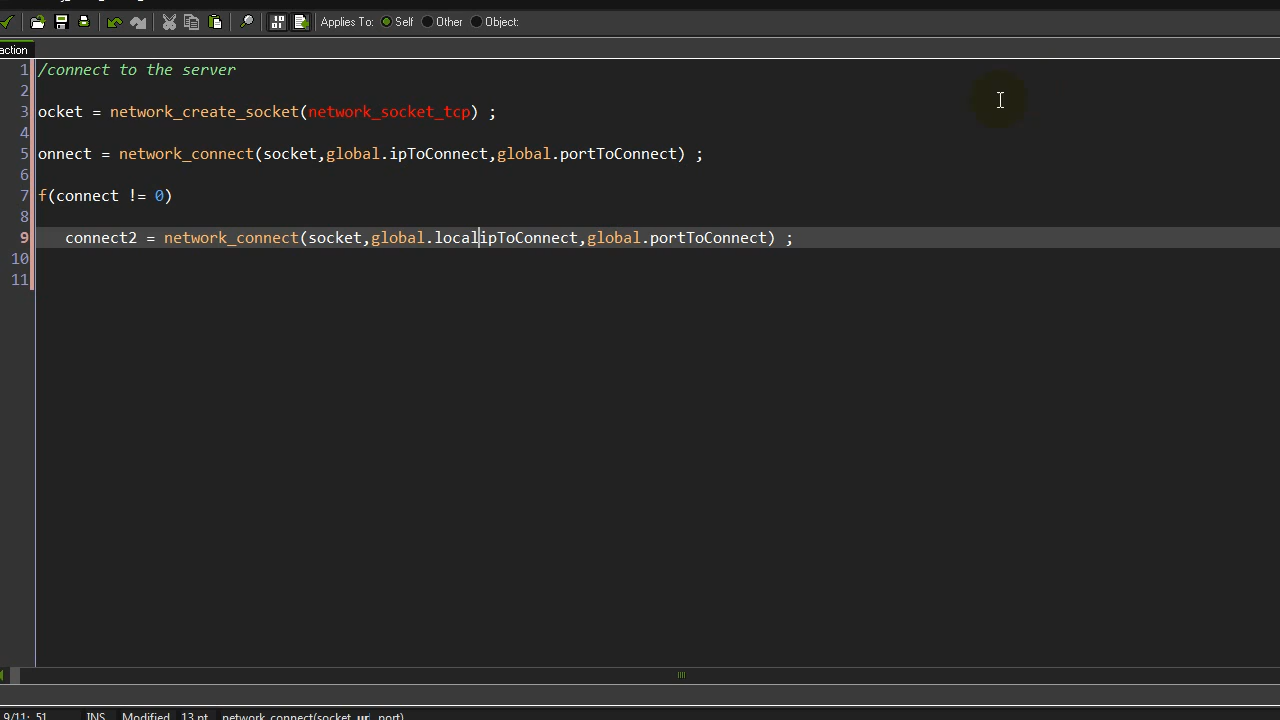 Applies To: Self Other Object:
action
1 /connect to the server
2
3 ocket = network_create_socket(network_socket_tcp) ;
4
5 onnect = network_connect(socket,global.ipToConnect,global.portToConnect) ;
6
7 f(connect != 0)
8
9 connect2 = network_connect(socket,global.localipToConnect,global.portToConnect) ;
10
11
9/11: 51 INS Modified 13 pt network_connect(socket, url, port)